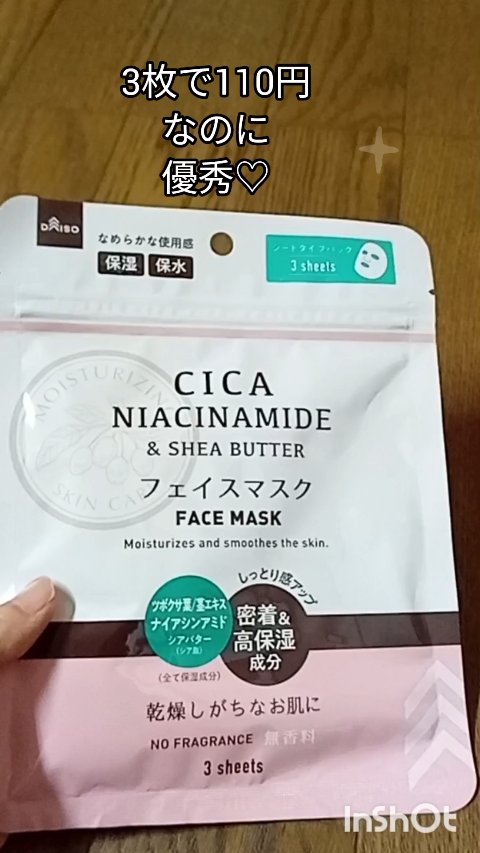 3枚で110円
なのに
優秀♡
DAISO
なめらかな使用感
保湿 保水
シートタイプパック
3 sheets
MOISTURIZING
SKIN CARE
CICA
NIACINAMIDE
& SHEA BUTTER
フェイスマスク
FACE MASK
Moisturizes and smoothes the skin.
しっとり感アップ
ツボクサ葉/茎エキス
ナイアシンアミド
シアバター
(シア脂)
(全て保湿成分)
密着&
高保湿
成分
乾燥しがちなお肌に
NO FRAGRANCE 無香料
3 sheets
InShOt